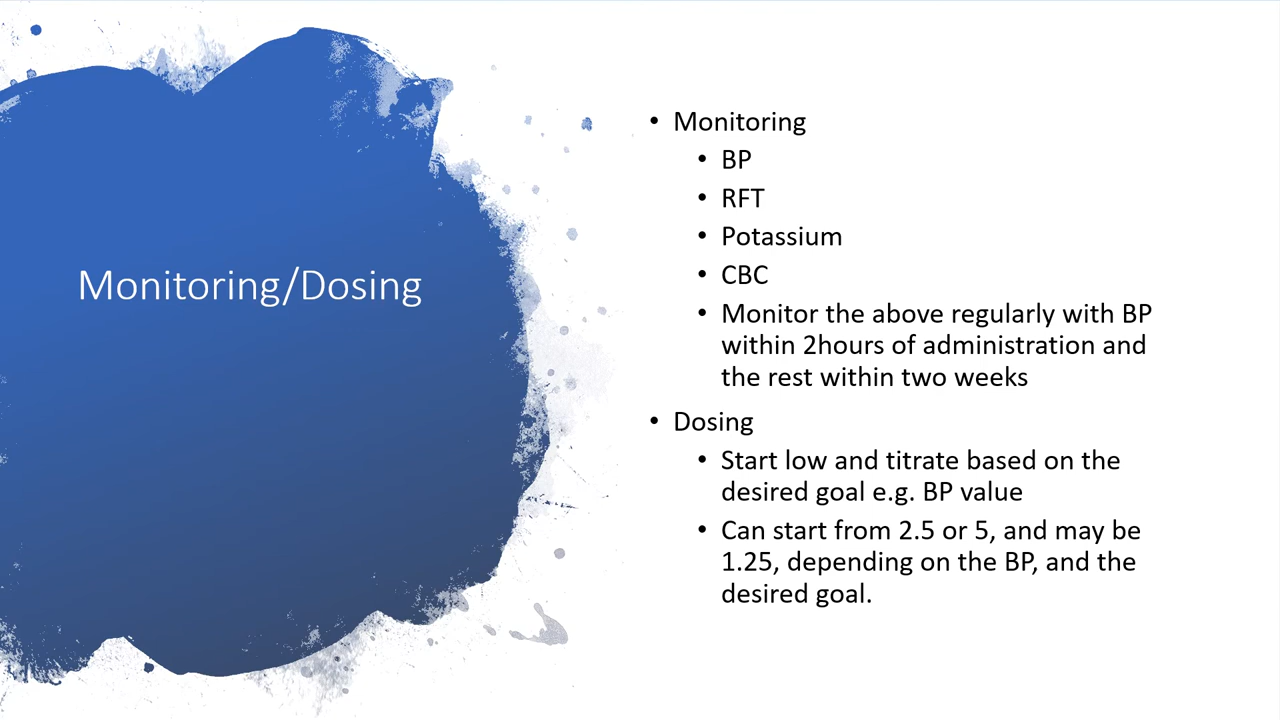 Monitoring/Dosing
• Monitoring
• BP
• RFT
• Potassium
• CBC
• Monitor the above regularly with BP
within 2hours of administration and
the rest within two weeks
• Dosing
• Start low and titrate based on the
desired goal e.g. BP value
• Can start from 2.5 or 5, and may be
1.25, depending on the BP, and the
desired goal.